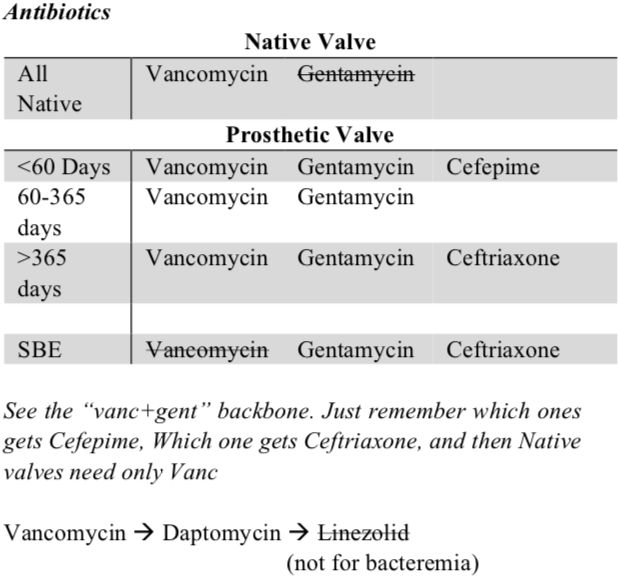 Antibiotics
Native Valve
All Native Vancomycin Gentamycin
Prosthetic Valve
<60 Days Vancomycin Gentamycin Cefepime
60-365 days Vancomycin Gentamycin
>365 days Vancomycin Gentamycin Ceftriaxone
SBE Vancomycin Gentamycin Ceftriaxone
See the “vanc+gent” backbone. Just remember which ones
gets Cefepime, Which one gets Ceftriaxone, and then Native
valves need only Vanc
Vancomycin → Daptomycin → Linezolid
(not for bacteremia)